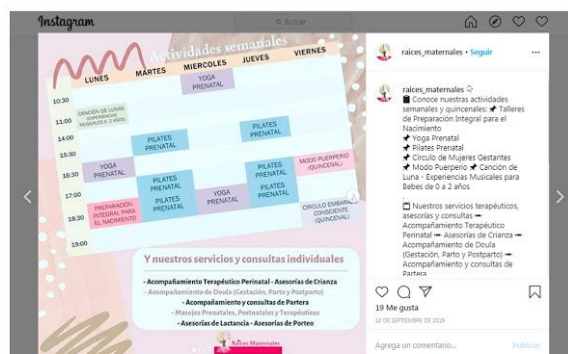 Instagram
Buscar
Actividades semanales
LUNES
MARTES
MIERCOLES
JUEVES
VIERNES
10:30
11:00
14:00
15:30
16:30
17:00
18:30
19:00
CANCIÓN DE LUNAS
(EXPERIENCIAS
MUSICALES 0-2 AÑOS)
YOGA
PRENATAL
PREPARACIÓN
INTEGRAL PARA
EL NACIMIENTO
PILATES
PRENATAL
PILATES
PRENATAL
PILATES
PRENATAL
YOGA
PRENATAL
YOGA
PRENATAL
PILATES
PRENATAL
PILATES
PRENATAL
PILATES
PRENATAL
MODO PUERPERIO
(QUINCENAL)
CIRCULO EMBARAZO
CONSCIENTE
(QUINCENAL)
Y nuestros servicios y consultas individuales
- Acompañamiento Terapéutico Perinatal - Asesorías de Crianza
- Acompañamiento de Doula (Gestación, Parto y Postparto) -
- Acompañamiento y consultas de Partera
- Masajes Prenatales, Postnatales y Terapéuticos
- Asesorías de Lactancia - Asesorías de Porteo
Raíces Maternales
raices_maternales • Seguir
raices_maternales
Conoce nuestras actividades
semanales y quincenales: Talleres
de Preparación Integral para el
Nacimiento
Yoga Prenatal
Pilates Prenatal
Circulo de Mujeres Gestantes
Modo Puerperio Canción de
Luna - Experiencias Musicales para
Bebes de 0 a 2 años
Nuestros servicios terapéuticos,
asesorías y consultas
Acompañamiento Terapéutico
Perinatal Asesorías de Crianza
Acompañamiento de Doula
(Gestación, Parto y Postparto)
Acompañamiento y consultas de
Partera
19 Me gusta
10 DE SEPTIEMBRE DE 2019
Agrega un comentario...
Publicar